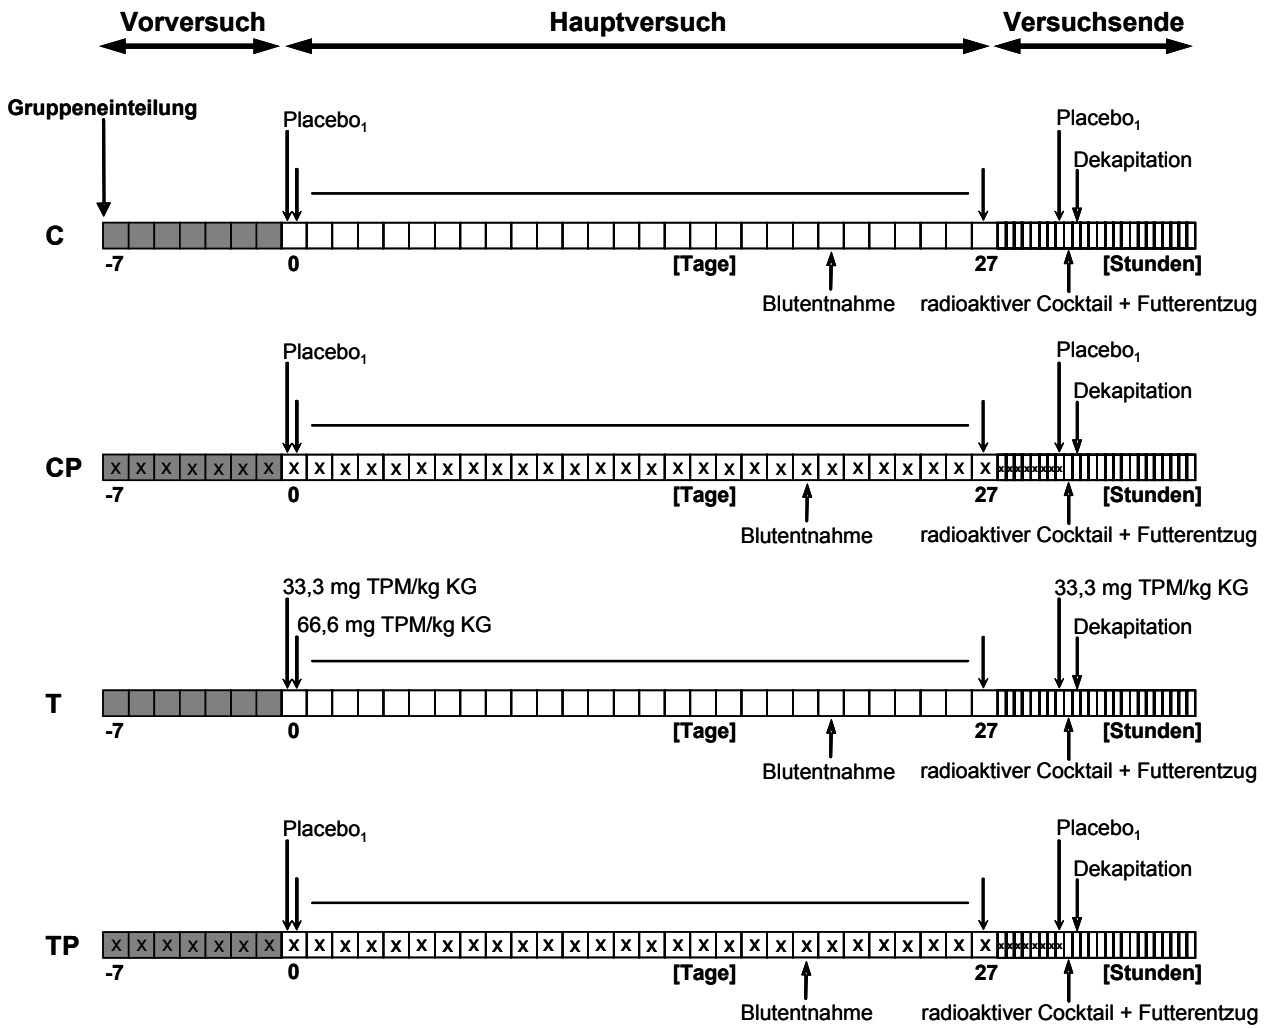 Vorversuch Hauptversuch Versuchsende
Gruppeneinteilung
Placebo₁ Placebo₁
Dekapitation
C
-7 0 [Tage] 27 [Stunden]
Blutentnahme radioaktiver Cocktail + Futterentzug
Placebo₁ Placebo₁
Dekapitation
CP x x x x x x x x x x x x x x x x x x x x x x x x x x x x x x x x x x x xxxxxxxx
-7 0 [Tage] 27 [Stunden]
Blutentnahme radioaktiver Cocktail + Futterentzug
33,3 mg TPM/kg KG 33,3 mg TPM/kg KG
66,6 mg TPM/kg KG Dekapitation
T
-7 0 [Tage] 27 [Stunden]
Blutentnahme radioaktiver Cocktail + Futterentzug
Placebo₁ Placebo₁
Dekapitation
TP x x x x x x x x x x x x x x x x x x x x x x x x x x x x x x x x x x x xxxxxxxx
-7 0 [Tage] 27 [Stunden]
Blutentnahme radioaktiver Cocktail + Futterentzug